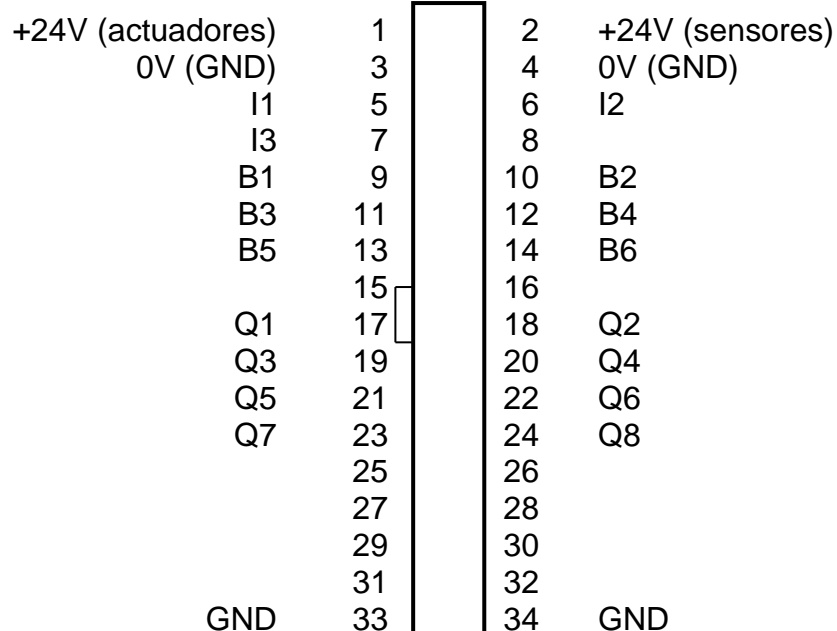 +24V (actuadores) 1 2 +24V (sensores)
0V (GND) 3 4 0V (GND)
I1 5 6 I2
I3 7 8
B1 9 10 B2
B3 11 12 B4
B5 13 14 B6
15 16
Q1 17 18 Q2
Q3 19 20 Q4
Q5 21 22 Q6
Q7 23 24 Q8
25 26
27 28
29 30
31 32
GND 33 34 GND